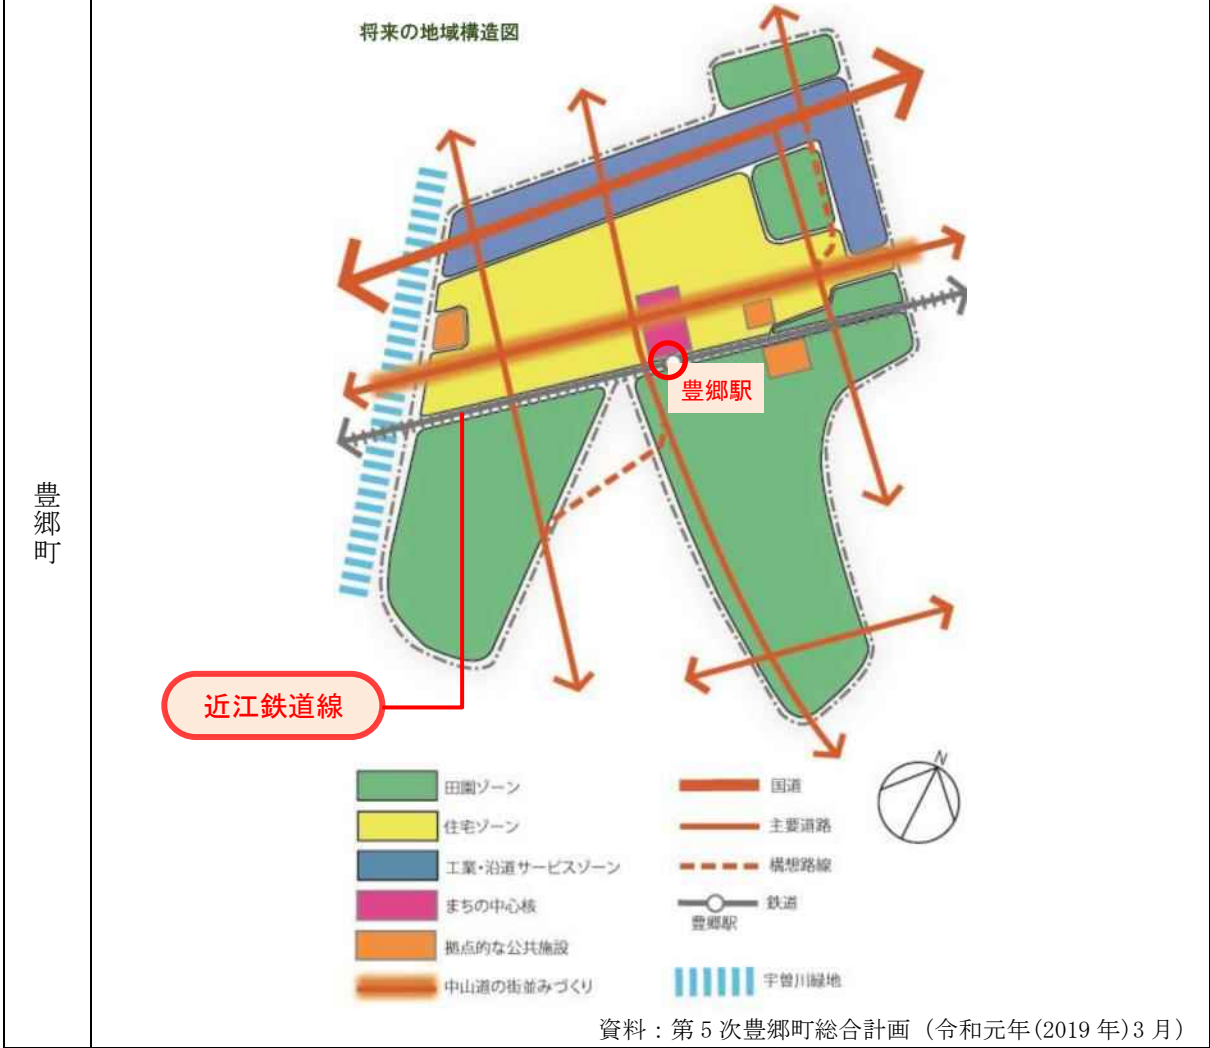 将来の地域構造図
豊郷駅
豊郷町
近江鉄道線
N
田園ゾーン
住宅ゾーン
工業・沿道サービスゾーン
まちの中心核
拠点的な公共施設
中山道の街並みづくり
国道
主要道路
構想路線
鉄道
豊郷駅
宇曽川緑地
資料：第5次豊郷町総合計画（令和元年(2019年)3月）